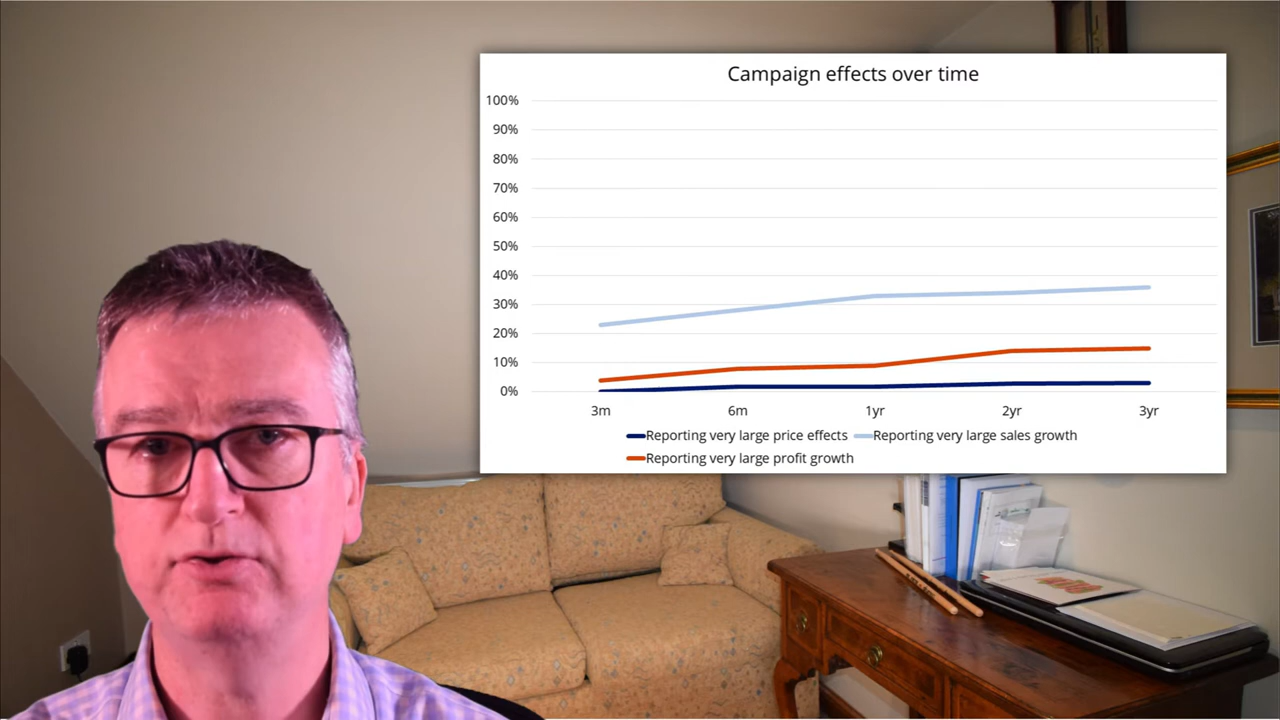 Campaign effects over time
100%
90%
80%
70%
60%
50%
40%
30%
20%
10%
0%
3m 6m 1yr 2yr 3yr
Reporting very large price effects Reporting very large sales growth
Reporting very large profit growth